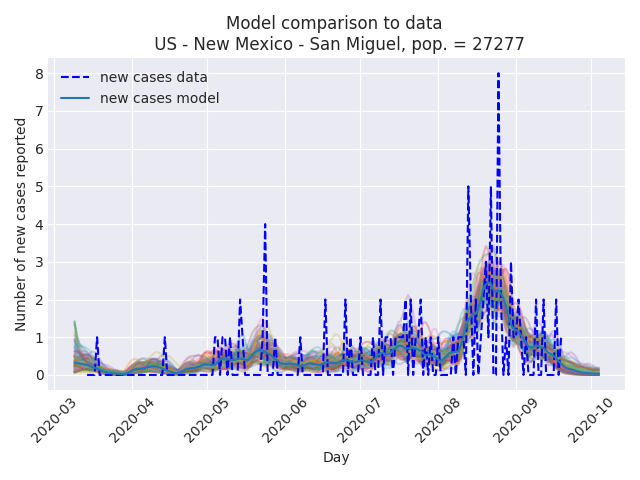 Model comparison to data
US - New Mexico - San Miguel, pop. = 27277
new cases data
new cases model
Number of new cases reported
8
7
6
5
4
3
2
1
0
2020-03
2020-04
2020-05
2020-06
2020-07
2020-08
2020-09
2020-10
Day